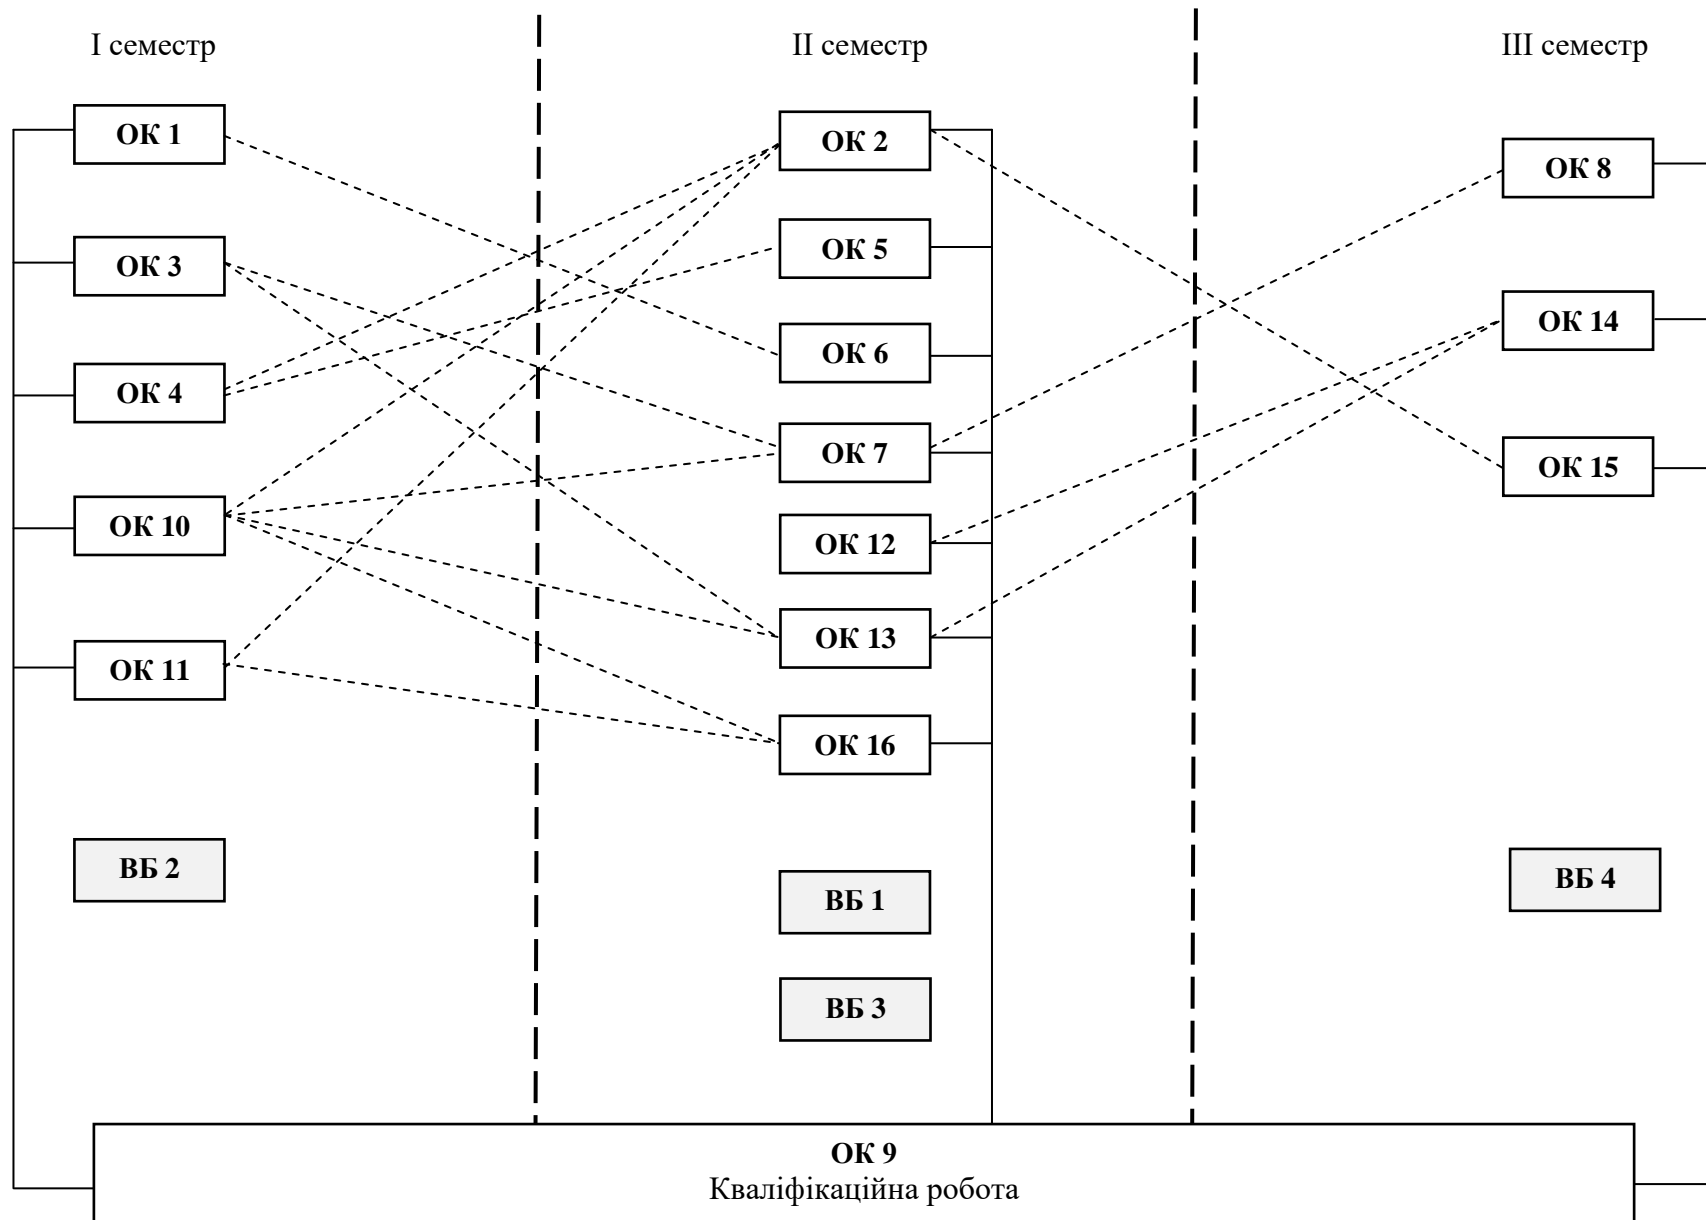 І семестр
ІІ семестр
ІІІ семестр
ОК 1
ОК 2
ОК 8
ОК 3
ОК 5
ОК 14
ОК 4
ОК 6
ОК 7
ОК 15
ОК 10
ОК 12
ОК 11
ОК 13
ОК 16
ВБ 2
ВБ 1
ВБ 4
ВБ 3
ОК 9
Кваліфікаційна робота